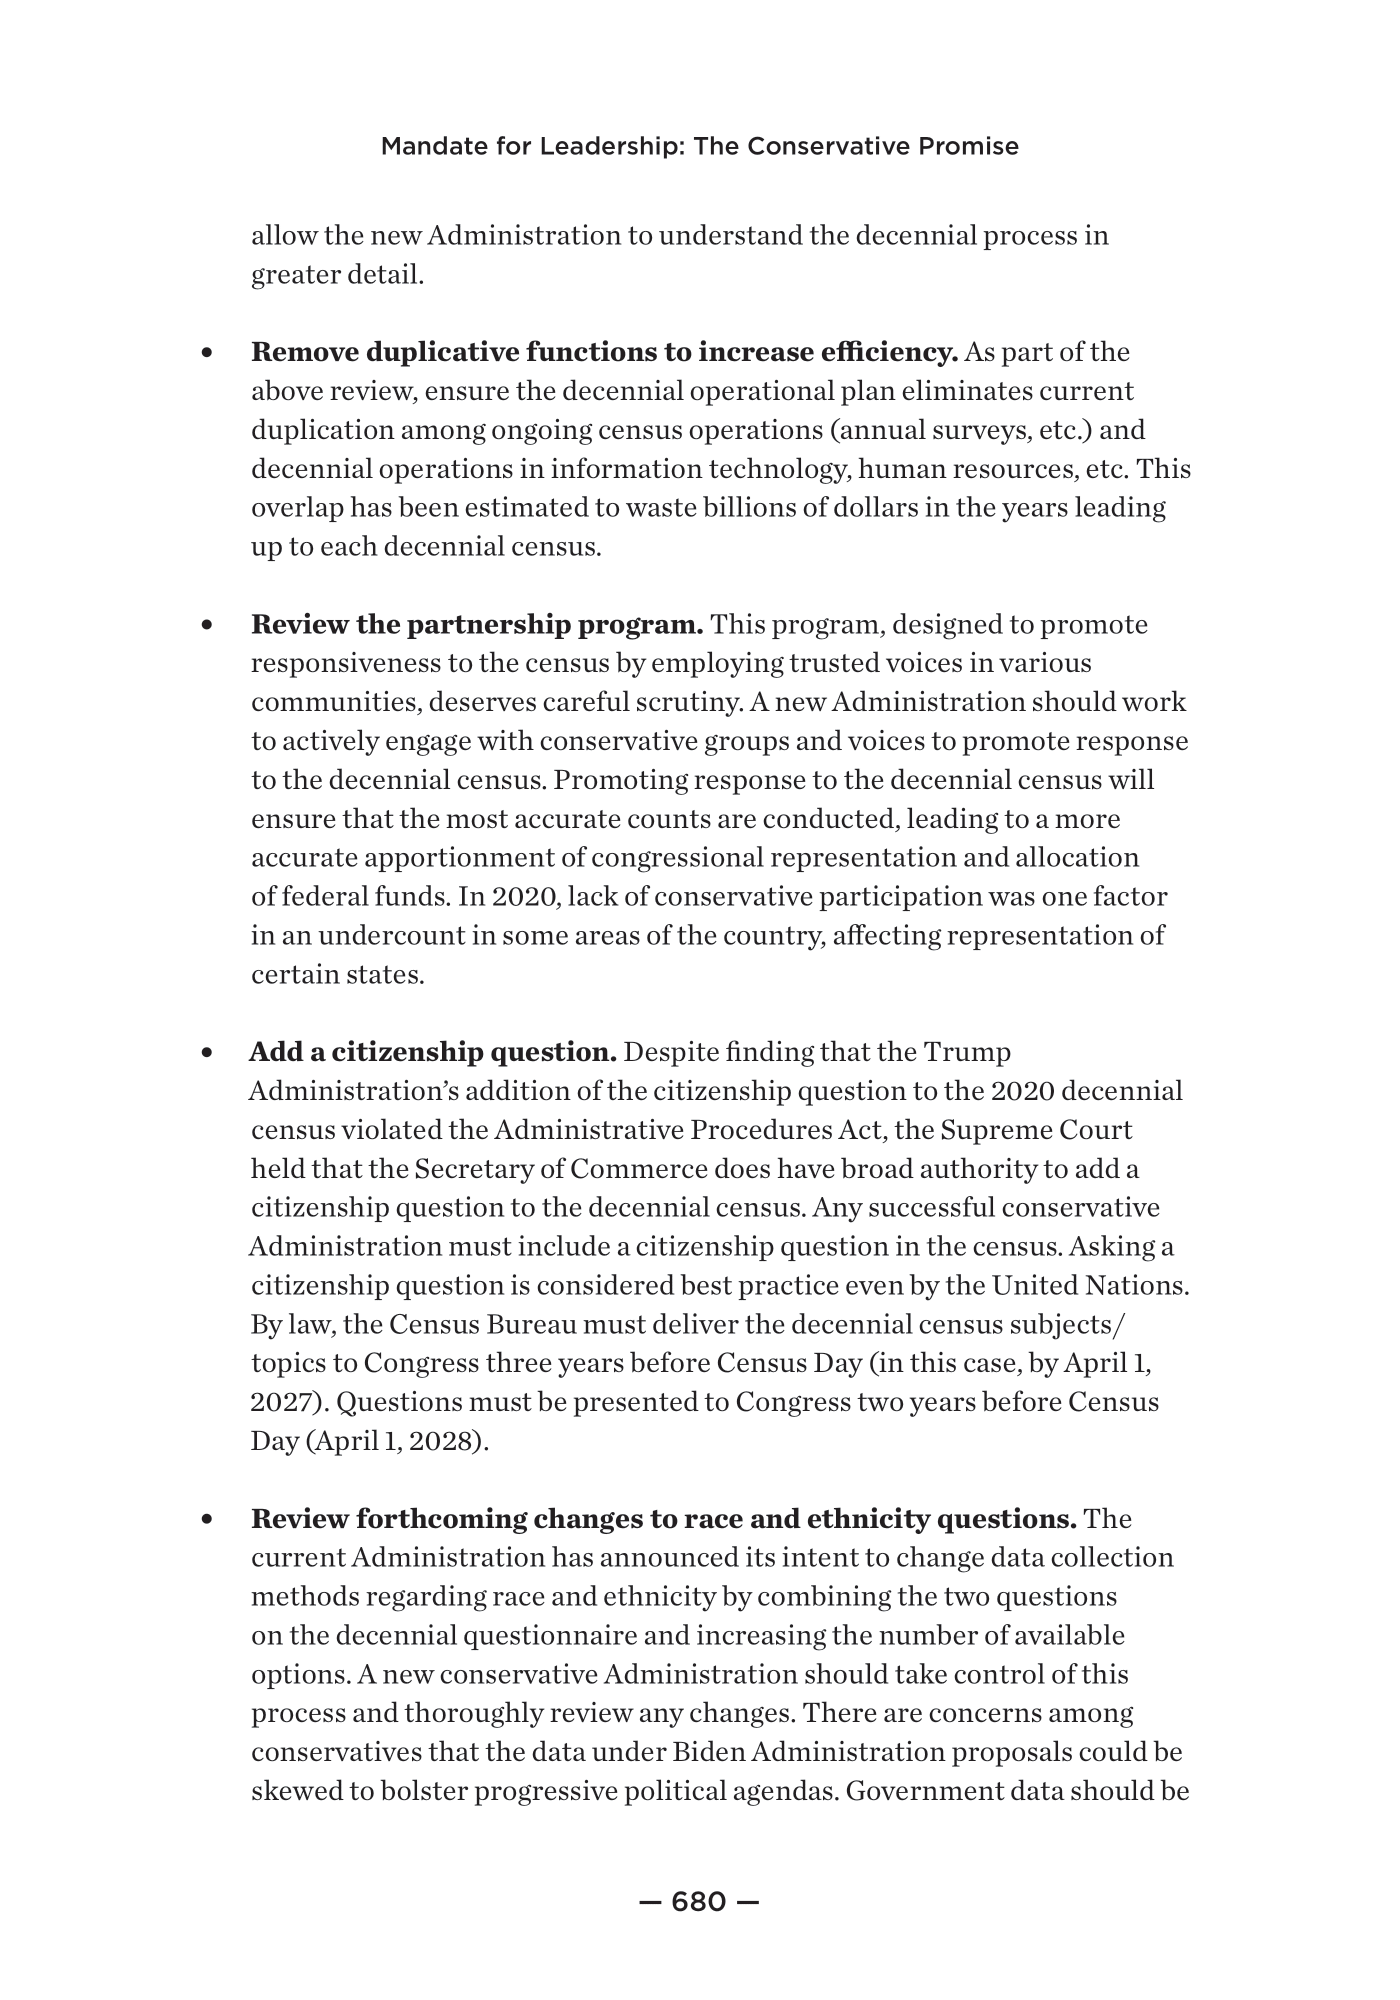 Mandate for Leadership: The Conservative Promise
allow the new Administration to understand the decennial process in
greater detail.
• Remove duplicative functions to increase efficiency. As part of the
above review, ensure the decennial operational plan eliminates current
duplication among ongoing census operations (annual surveys, etc.) and
decennial operations in information technology, human resources, etc. This
overlap has been estimated to waste billions of dollars in the years leading
up to each decennial census.
• Review the partnership program. This program, designed to promote
responsiveness to the census by employing trusted voices in various
communities, deserves careful scrutiny. A new Administration should work
to actively engage with conservative groups and voices to promote response
to the decennial census. Promoting response to the decennial census will
ensure that the most accurate counts are conducted, leading to a more
accurate apportionment of congressional representation and allocation
of federal funds. In 2020, lack of conservative participation was one factor
in an undercount in some areas of the country, affecting representation of
certain states.
• Add a citizenship question. Despite finding that the Trump
Administration’s addition of the citizenship question to the 2020 decennial
census violated the Administrative Procedures Act, the Supreme Court
held that the Secretary of Commerce does have broad authority to add a
citizenship question to the decennial census. Any successful conservative
Administration must include a citizenship question in the census. Asking a
citizenship question is considered best practice even by the United Nations.
By law, the Census Bureau must deliver the decennial census subjects/
topics to Congress three years before Census Day (in this case, by April 1,
2027). Questions must be presented to Congress two years before Census
Day (April 1, 2028).
• Review forthcoming changes to race and ethnicity questions. The
current Administration has announced its intent to change data collection
methods regarding race and ethnicity by combining the two questions
on the decennial questionnaire and increasing the number of available
options. A new conservative Administration should take control of this
process and thoroughly review any changes. There are concerns among
conservatives that the data under Biden Administration proposals could be
skewed to bolster progressive political agendas. Government data should be
— 680 —